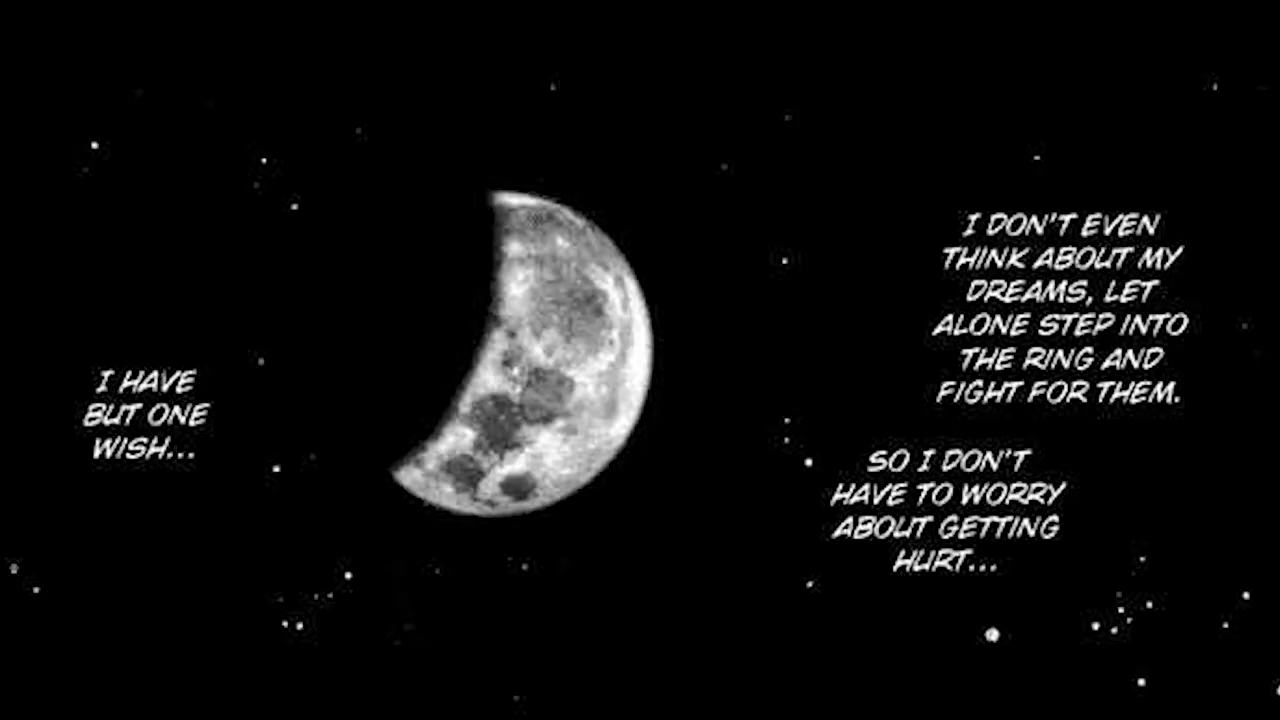 I DON'T EVEN
THINK ABOUT MY
DREAMS, LET
ALONE STEP INTO
THE RING AND
FIGHT FOR THEM.
SO I DON'T
HAVE TO WORRY
ABOUT GETTING
HURT...
I HAVE
BUT ONE
WISH...